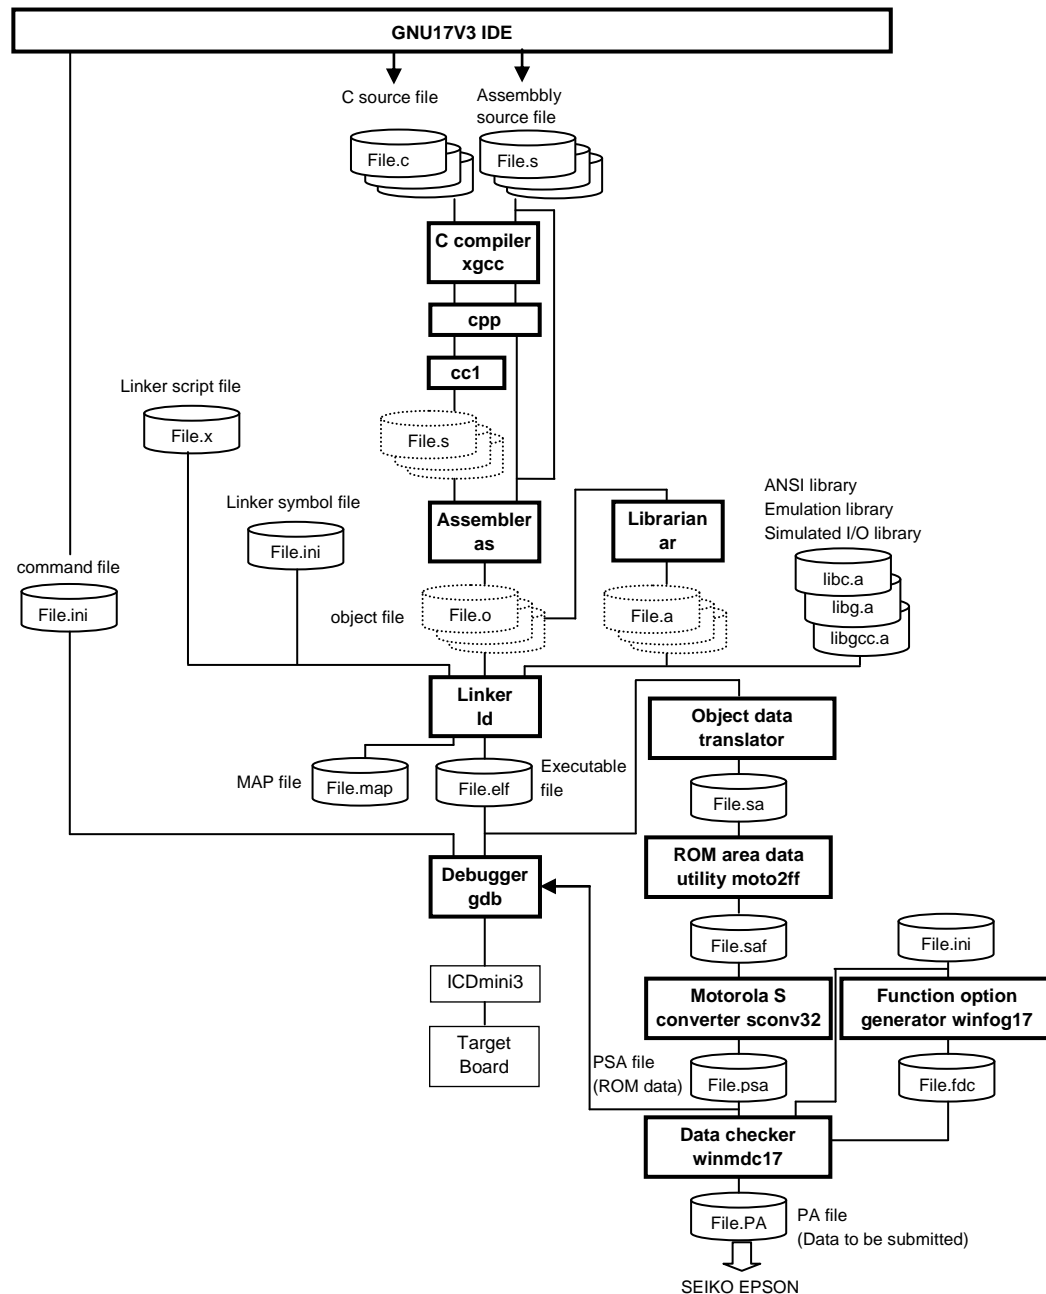 GNU17V3 IDE
C source file
Assembbly
source file
File.c
File.s
C compiler
xgcc
cpp
cc1
Linker script file
File.x
File.s
Linker symbol file
File.ini
Assembler
as
Librarian
ar
ANSI library
Emulation library
Simulated I/O library
libc.a
libg.a
libgcc.a
command file
File.ini
object file
File.o
File.a
Linker
ld
Object data
translator
MAP file
File.map
File.elf
Executable
file
File.sa
ROM area data
utility moto2ff
Debugger
gdb
File.saf
File.ini
ICDmini3
Motorola S
converter sconv32
Function option
generator winfog17
Target
Board
PSA file
(ROM data)
File.psa
File.fdc
Data checker
winmdc17
File.PA
PA file
(Data to be submitted)
SEIKO EPSON